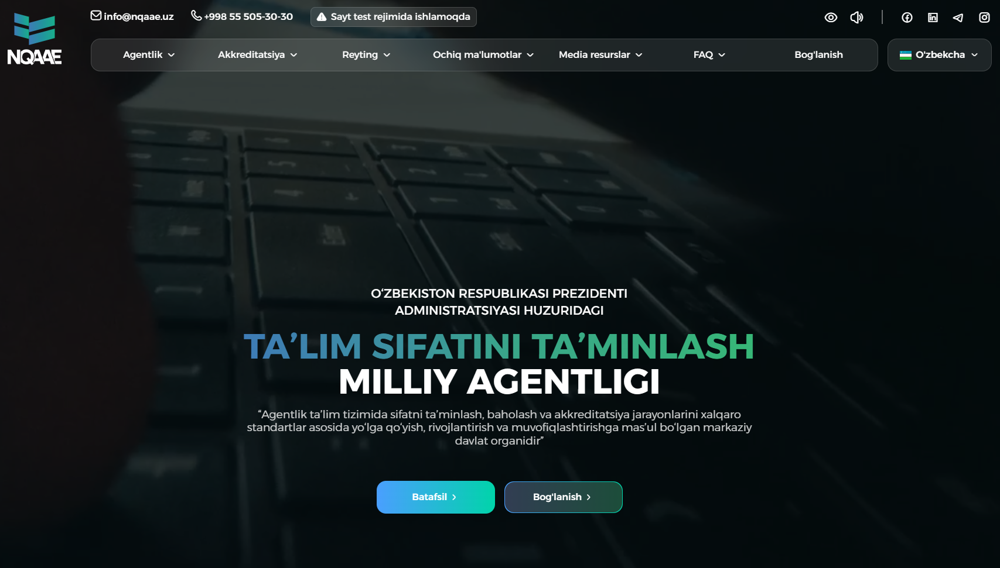 info@nqaae.uz
+998 55 505-30-30
Sayt test rejimida ishlamoqda
NQAAE
Agentlik
Akkreditatsiya
Reyting
Ochiq ma'lumotlar
Media resurslar
FAQ
Bog'lanish
O'zbekcha
O‘ZBEKISTON RESPUBLIKASI PREZIDENTI
ADMINISTRATSIYASI HUZURIDAGI
TA’LIM SIFATINI TA’MINLASH
MILLIY AGENTLIGI
“Agentlik ta’lim tizimida sifatni ta’minlash, baholash va akkreditatsiya jarayonlarini xalqaro
standartlar asosida yo‘lga qo‘yish, rivojlantirish va muvofiqlashtirishga mas’ul bo‘lgan markaziy
davlat organidir”
Batafsil
Bog'lanish